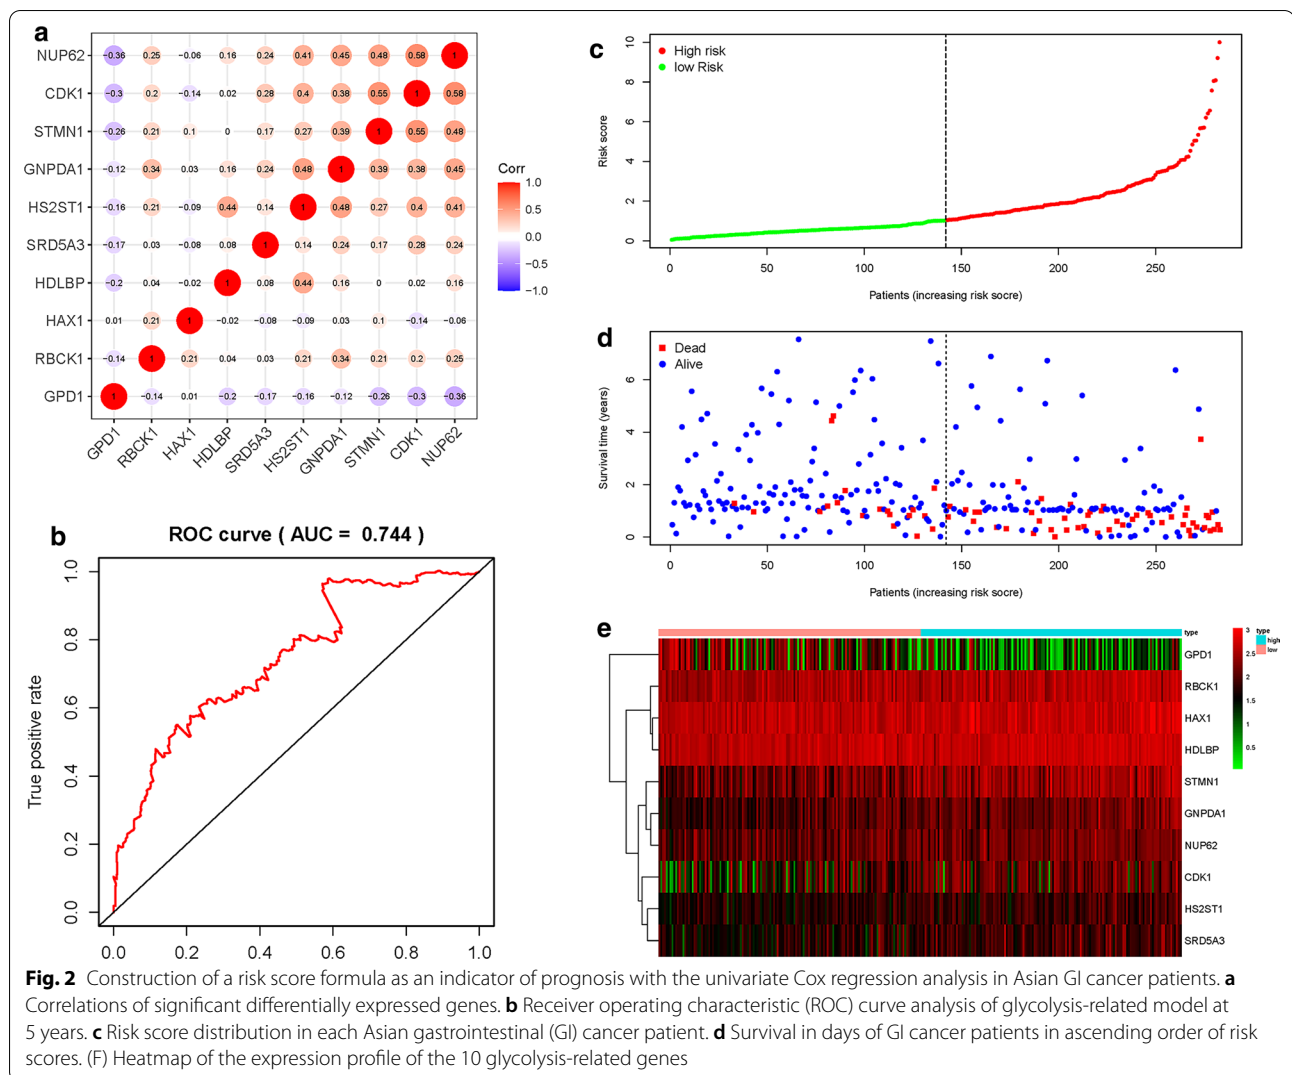 a
NUP62 −0.36 0.25 −0.06 0.16 0.24 0.41 0.45 0.48 0.58 1
CDK1 −0.3 0.2 −0.14 0.02 0.28 0.4 0.38 0.55 1 0.58
STMN1 −0.26 0.21 0.1 0 0.17 0.27 0.39 1 0.55 0.48
GNPDA1 −0.12 0.34 0.03 0.16 0.24 0.48 1 0.39 0.38 0.45
HS2ST1 −0.16 0.21 −0.09 0.44 0.14 1 0.48 0.27 0.4 0.41
SRD5A3 −0.17 0.03 −0.08 0.08 1 0.14 0.24 0.17 0.28 0.24
HDLBP −0.2 0.04 −0.02 1 0.08 0.44 0.16 0 0.02 0.16
HAX1 0.01 0.21 1 −0.02 −0.08 −0.09 0.03 0.1 −0.14 −0.06
RBCK1 −0.14 1 0.21 0.04 0.03 0.21 0.34 0.21 0.2 0.25
GPD1 1 −0.14 0.01 −0.2 −0.17 −0.16 −0.12 −0.26 −0.3 −0.36
GPD1 RBCK1 HAX1 HDLBP SRD5A3 HS2ST1 GNPDA1 STMN1 CDK1 NUP62
Corr
1.0
0.5
0.0
−0.5
−1.0
b
ROC curve ( AUC = 0.744 )
True positive rate
1.0
0.8
0.6
0.4
0.2
0.0
0.0 0.2 0.4 0.6 0.8 1.0
c
High risk
low Risk
Risk score
10
8
6
4
2
0
0 50 100 150 200 250
Patients (increasing risk socre)
d
Dead
Alive
Survival time (years)
6
4
2
0
0 50 100 150 200 250
Patients (increasing risk socre)
e
type
GPD1
RBCK1
HAX1
HDLBP
STMN1
GNPDA1
NUP62
CDK1
HS2ST1
SRD5A3
3
2.5
2
1.5
1
0.5
type
high
low
Fig. 2 Construction of a risk score formula as an indicator of prognosis with the univariate Cox regression analysis in Asian GI cancer patients. a
Correlations of significant differentially expressed genes. b Receiver operating characteristic (ROC) curve analysis of glycolysis-related model at
5 years. c Risk score distribution in each Asian gastrointestinal (GI) cancer patient. d Survival in days of GI cancer patients in ascending order of risk
scores. (F) Heatmap of the expression profile of the 10 glycolysis-related genes